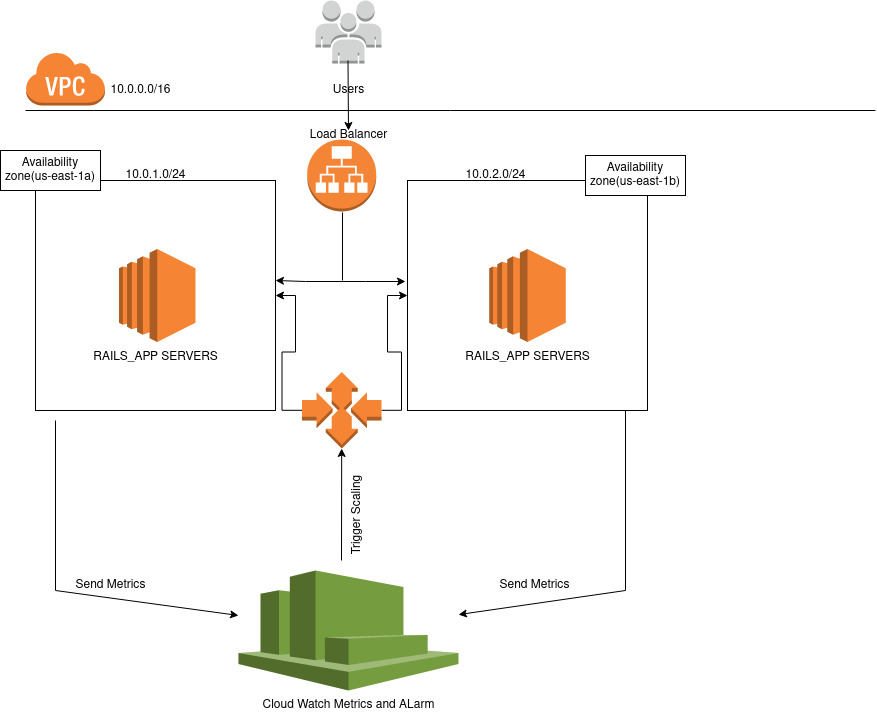 VPC
10.0.0.0/16
Users
Load Balancer
Availability
zone(us-east-1a)
10.0.1.0/24
10.0.2.0/24
Availability
zone(us-east-1b)
RAILS_APP SERVERS
RAILS_APP SERVERS
Trigger Scaling
Send Metrics
Send Metrics
Cloud Watch Metrics and ALarm